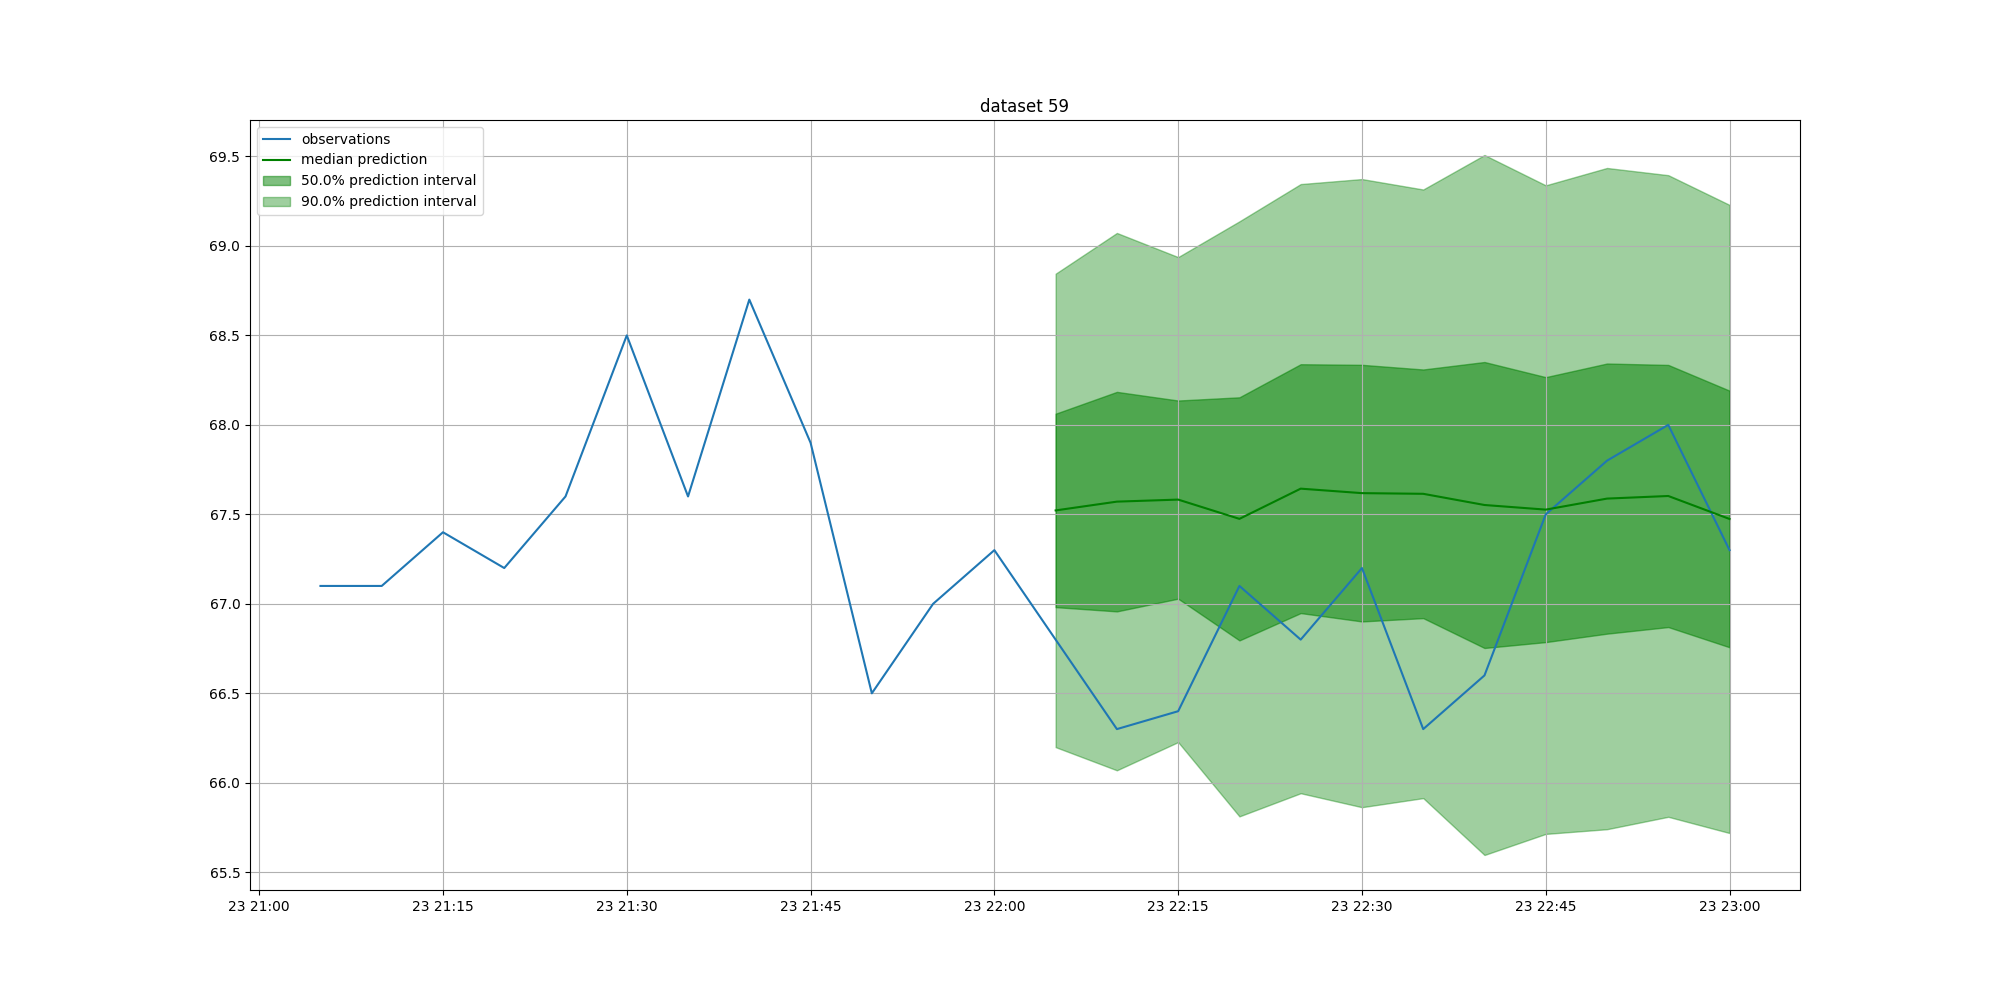 dataset 59
observations
median prediction
50.0% prediction interval
90.0% prediction interval
69.5
69.0
68.5
68.0
67.5
67.0
66.5
66.0
65.5
23 21:00 23 21:15 23 21:30 23 21:45 23 22:00 23 22:15 23 22:30 23 22:45 23 23:00